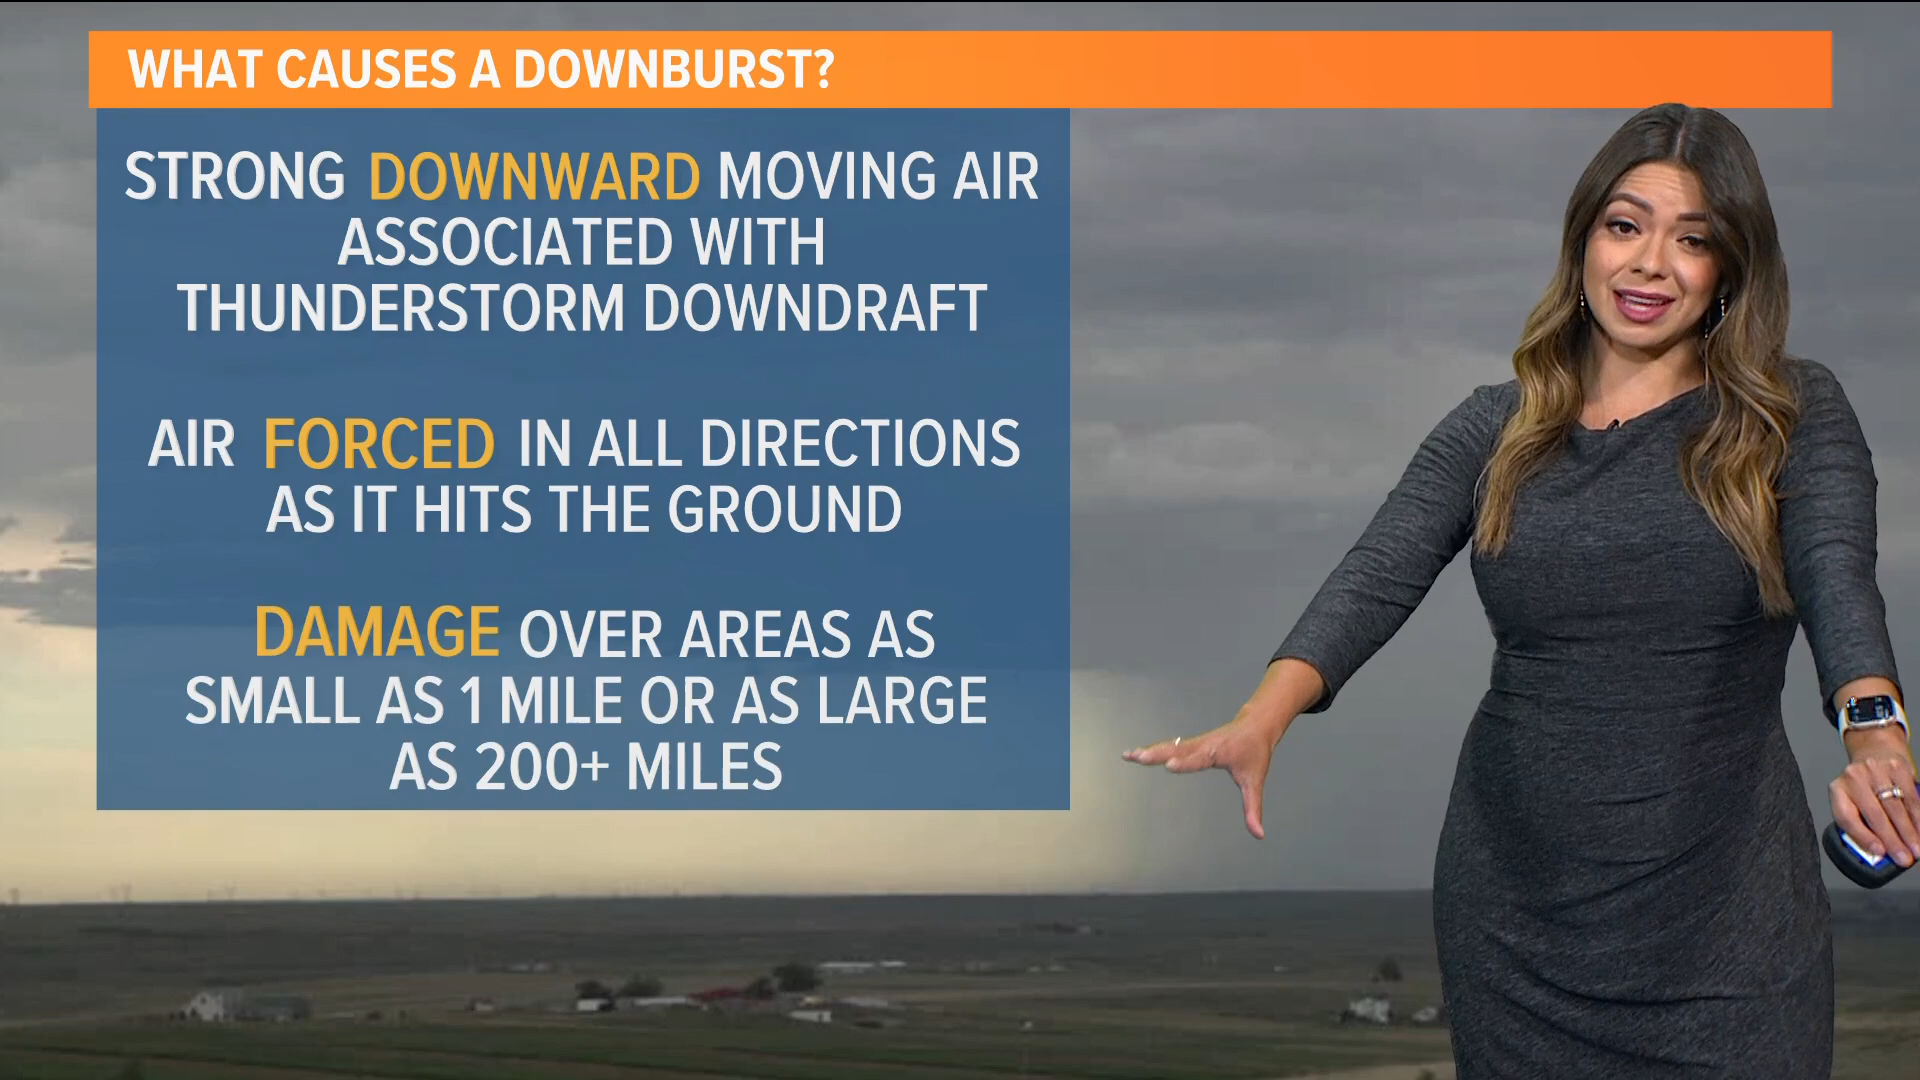 WHAT CAUSES A DOWNBURST?
STRONG DOWNWARD MOVING AIR
ASSOCIATED WITH
THUNDERSTORM DOWNDRAFT
AIR FORCED IN ALL DIRECTIONS
AS IT HITS THE GROUND
DAMAGE OVER AREAS AS
SMALL AS 1 MILE OR AS LARGE
AS 200+ MILES